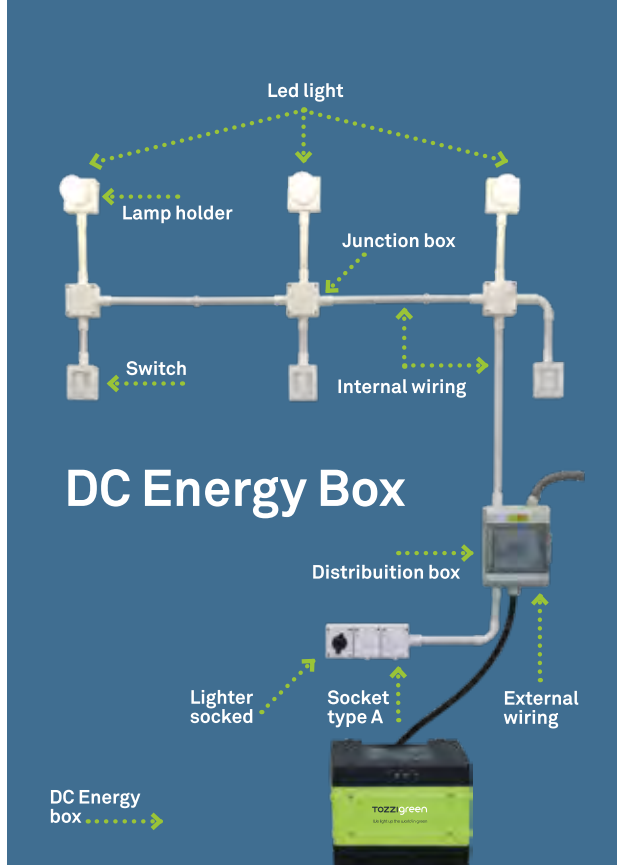 Led light
Lamp holder
Junction box
Switch
Internal wiring
DC Energy Box
Distribuition box
Lighter
socked
Socket
type A
External
wiring
DC Energy
box
TOZZIgreen